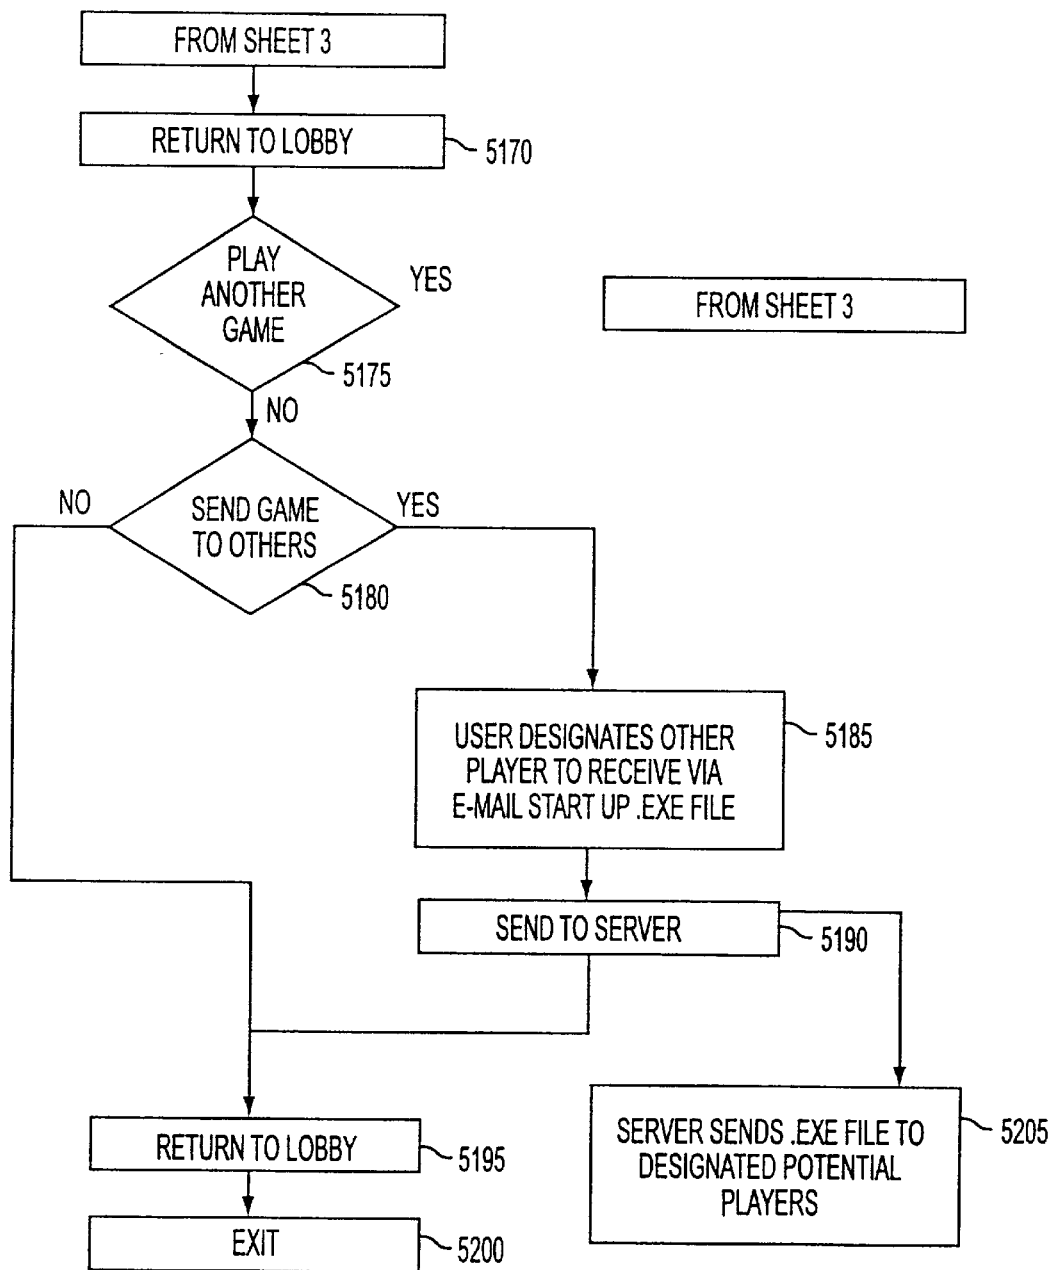 FROM SHEET 3
RETURN TO LOBBY
5170
PLAY
ANOTHER
GAME
YES
5175
FROM SHEET 3
NO
SEND GAME
TO OTHERS
NO
YES
5180
USER DESIGNATES OTHER
PLAYER TO RECEIVE VIA
E-MAIL START UP .EXE FILE
5185
SEND TO SERVER
5190
RETURN TO LOBBY
5195
SERVER SENDS .EXE FILE TO
DESIGNATED POTENTIAL
PLAYERS
5205
EXIT
5200